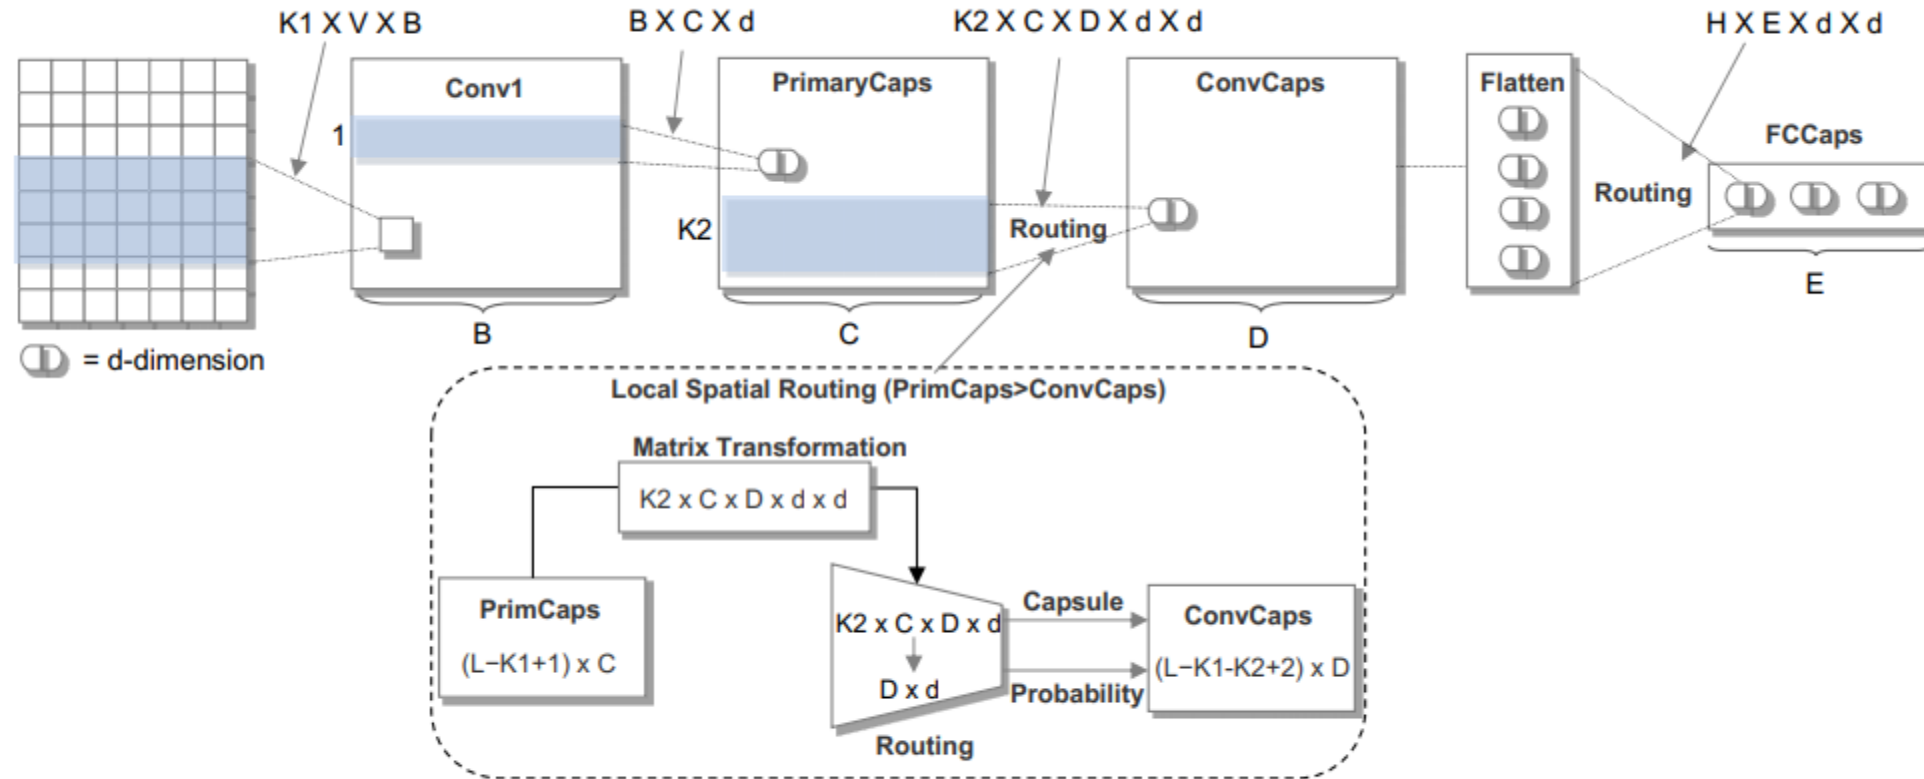 K1 X V X B
B X C X d
K2 X C X D X d X d
H X E X d X d
Conv1
PrimaryCaps
ConvCaps
Flatten
1
FCCaps
Routing
K2
Routing
B
C
D
E
= d-dimension
Local Spatial Routing (PrimCaps>ConvCaps)
Matrix Transformation
K2 x C x D x d x d
PrimCaps
(L−K1+1) x C
K2 x C x D x d
D x d
Routing
Capsule
Probability
ConvCaps
(L−K1-K2+2) x D